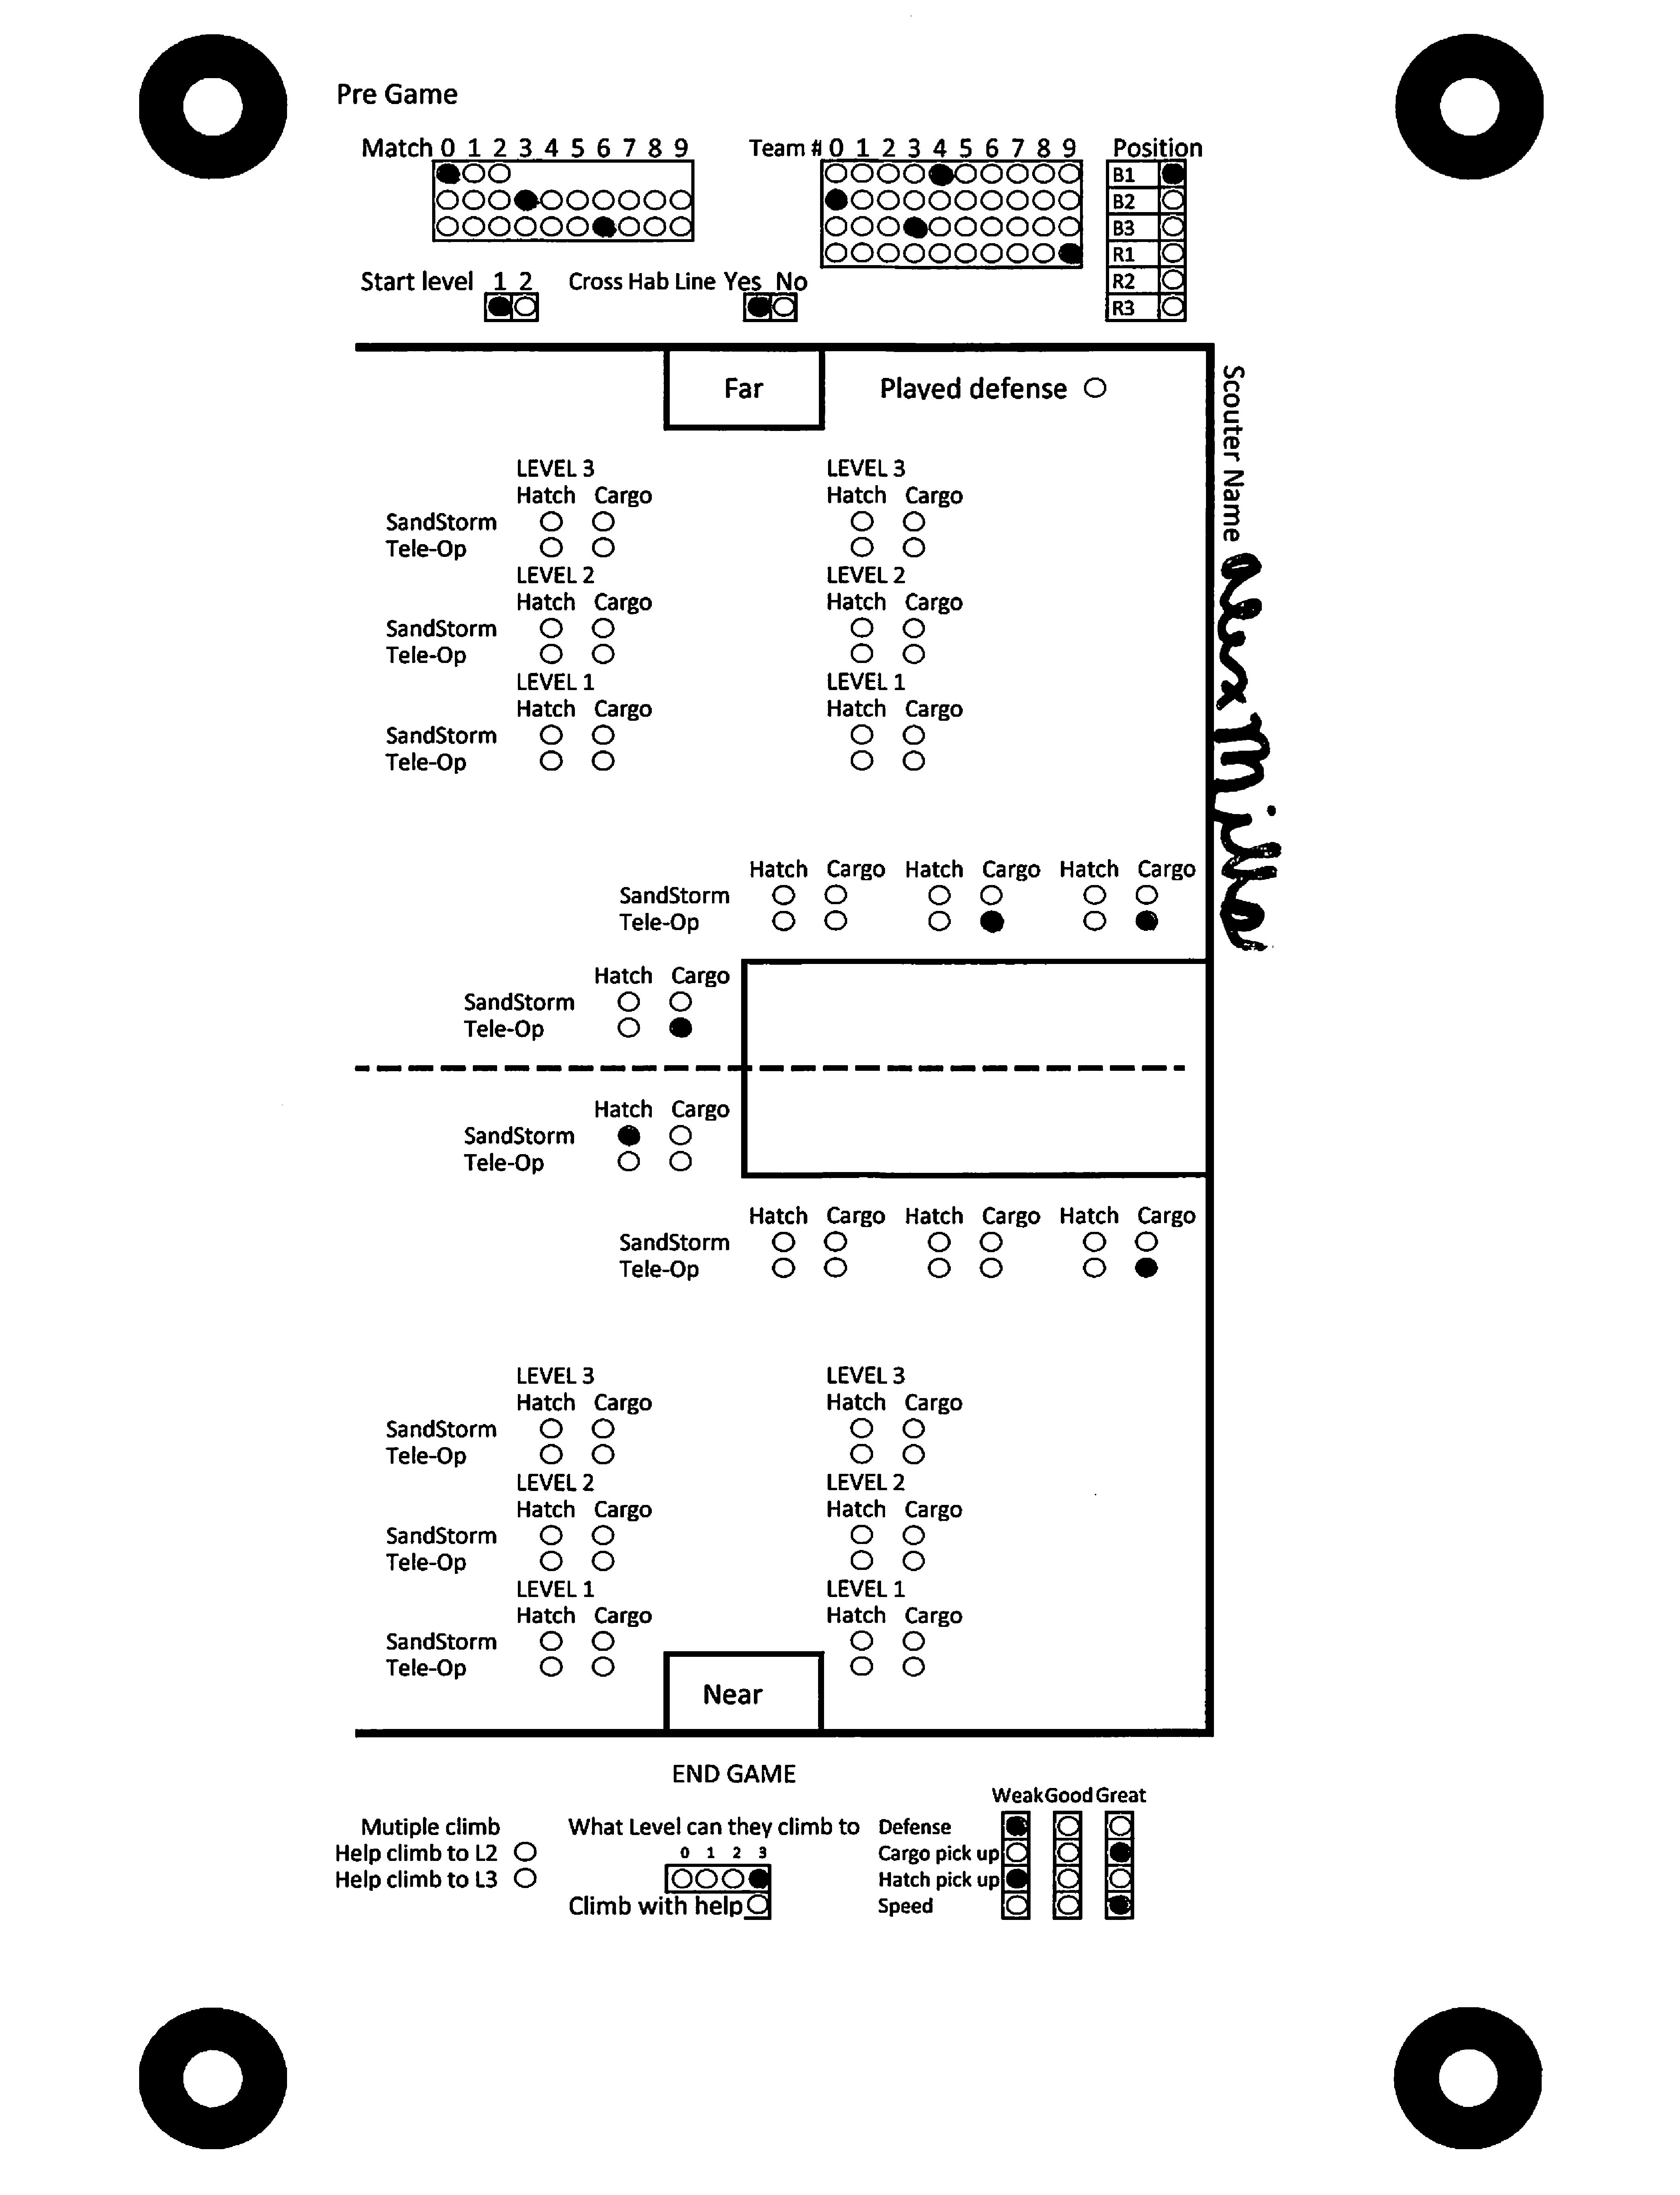 Pre Game
Match 0 1 2 3 4 5 6 7 8 9
Team # 0 1 2 3 4 5 6 7 8 9
Position
B1
B2
B3
R1
R2
R3
Start level 1 2
Cross Hab Line Yes No
Far
Played defense
Scouter Name
LEVEL 3 LEVEL 3
Hatch Cargo Hatch Cargo
SandStorm
Tele-Op
LEVEL 2 LEVEL 2
Hatch Cargo Hatch Cargo
SandStorm
Tele-Op
LEVEL 1 LEVEL 1
Hatch Cargo Hatch Cargo
SandStorm
Tele-Op
Hatch Cargo Hatch Cargo Hatch Cargo
SandStorm
Tele-Op
Hatch Cargo
SandStorm
Tele-Op
Hatch Cargo
SandStorm
Tele-Op
Hatch Cargo Hatch Cargo Hatch Cargo
SandStorm
Tele-Op
LEVEL 3 LEVEL 3
Hatch Cargo Hatch Cargo
SandStorm
Tele-Op
LEVEL 2 LEVEL 2
Hatch Cargo Hatch Cargo
SandStorm
Tele-Op
LEVEL 1 LEVEL 1
Hatch Cargo Hatch Cargo
SandStorm
Tele-Op
Near
END GAME
Mutiple climb
Help climb to L2
Help climb to L3
What Level can they climb to
0 1 2 3
Climb with help
Weak Good Great
Defense
Cargo pick up
Hatch pick up
Speed